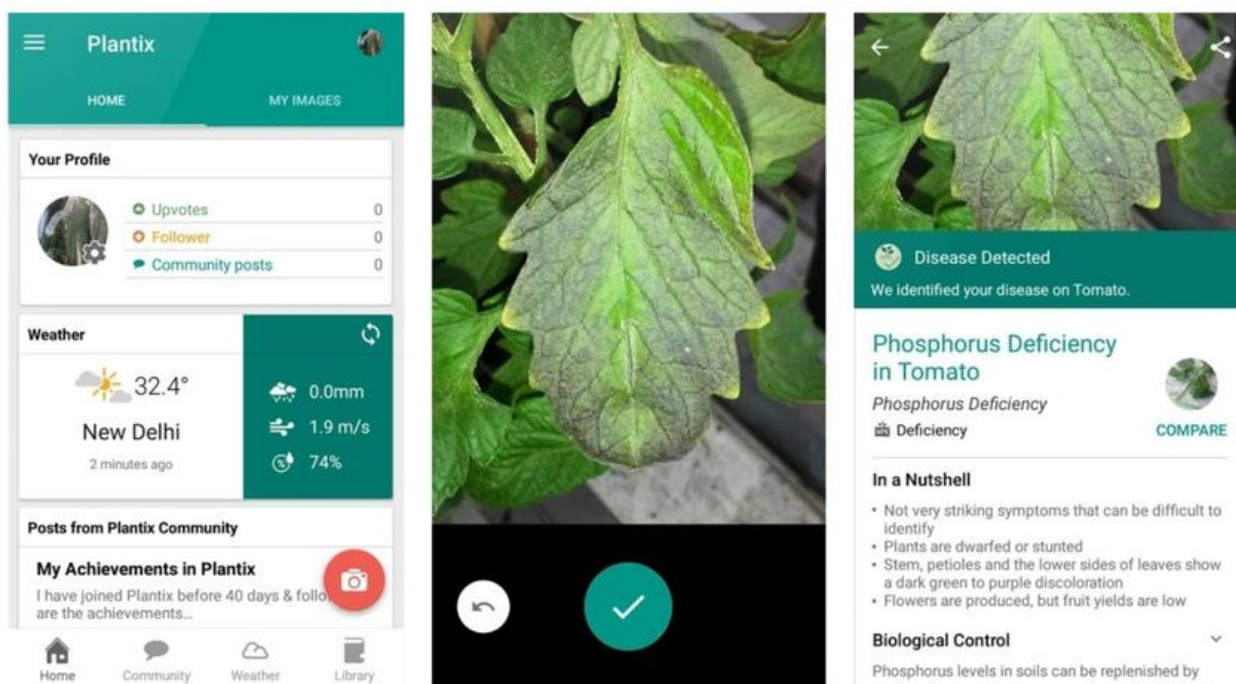 Plantix
HOME
MY IMAGES
Your Profile
Upvotes 0
Follower 0
Community posts 0
Weather
32.4°
New Delhi
2 minutes ago
0.0mm
1.9 m/s
74%
Posts from Plantix Community
My Achievements in Plantix
I have joined Plantix before 40 days & follo
are the achievements...
Home
Community
Weather
Library
Disease Detected
We identified your disease on Tomato.
Phosphorus Deficiency
in Tomato
Phosphorus Deficiency
Deficiency
COMPARE
In a Nutshell
• Not very striking symptoms that can be difficult to
identify
• Plants are dwarfed or stunted
• Stem, petioles and the lower sides of leaves show
a dark green to purple discoloration
• Flowers are produced, but fruit yields are low
Biological Control
Phosphorus levels in soils can be replenished by